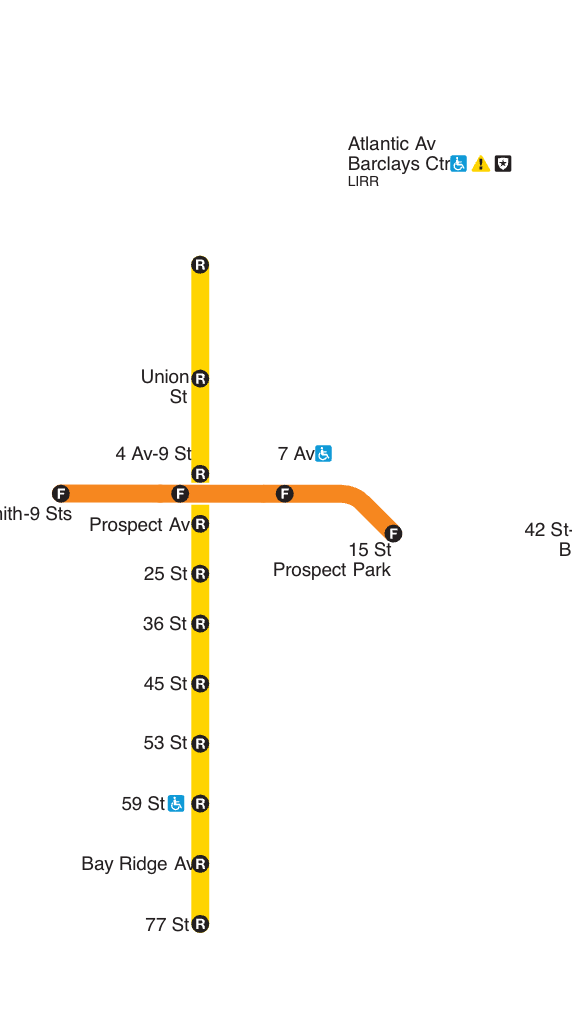 Atlantic Av
Barclays Ctr
LIRR
R
Union R
St
4 Av-9 St
7 Av
R
F F F
ith-9 Sts
Prospect Av R
F
42 St-
15 St
B
Prospect Park
25 St R
36 St R
45 St R
53 St R
59 St R
Bay Ridge Av R
77 St R